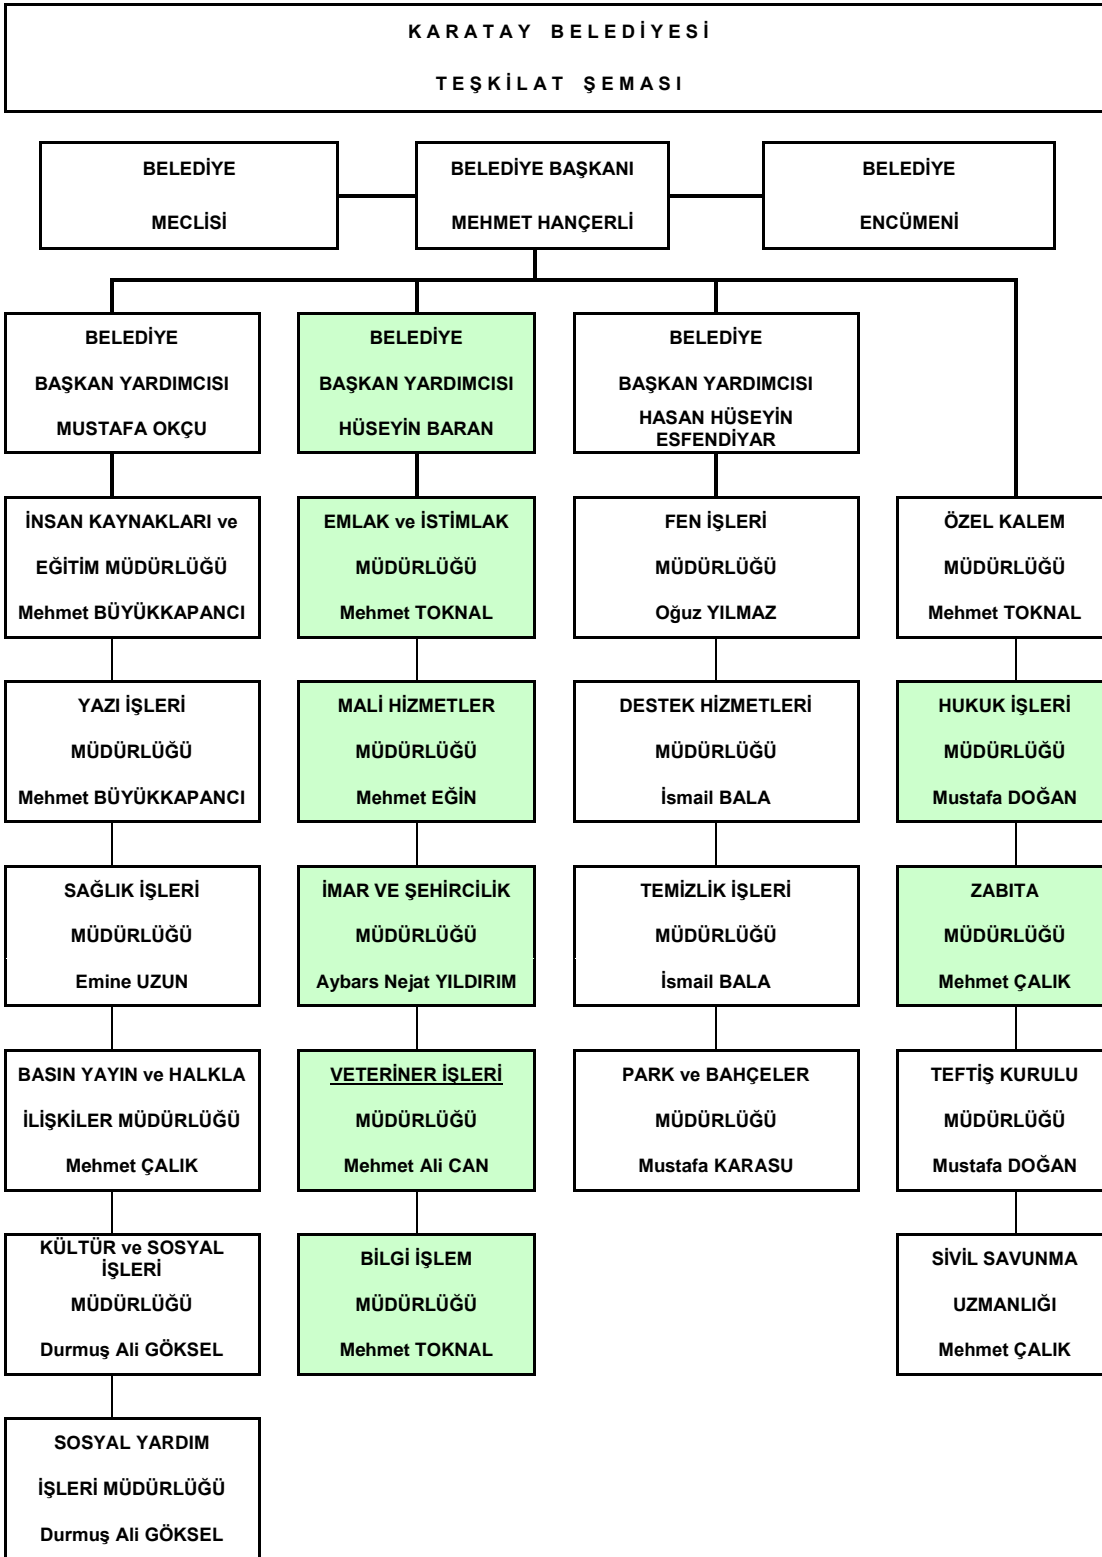 KARATAY BELEDİYESİ
TEŞKİLAT ŞEMASI
BELEDİYE
MECLİSİ
BELEDİYE BAŞKANI
MEHMET HANÇERLİ
BELEDİYE
ENCÜMENİ
BELEDİYE
BAŞKAN YARDIMCISI
MUSTAFA OKÇU
BELEDİYE
BAŞKAN YARDIMCISI
HÜSEYİN BARAN
BELEDİYE
BAŞKAN YARDIMCISI
HASAN HÜSEYİN
ESFENDİYAR
İNSAN KAYNAKLARI ve
EĞİTİM MÜDÜRLÜĞÜ
Mehmet BÜYÜKKAPANCI
EMLAK ve İSTİMLAK
MÜDÜRLÜĞÜ
Mehmet TOKNAL
FEN İŞLERİ
MÜDÜRLÜĞÜ
Oğuz YILMAZ
ÖZEL KALEM
MÜDÜRLÜĞÜ
Mehmet TOKNAL
YAZI İŞLERİ
MÜDÜRLÜĞÜ
Mehmet BÜYÜKKAPANCI
MALİ HİZMETLER
MÜDÜRLÜĞÜ
Mehmet EĞİN
DESTEK HİZMETLERİ
MÜDÜRLÜĞÜ
İsmail BALA
HUKUK İŞLERİ
MÜDÜRLÜĞÜ
Mustafa DOĞAN
SAĞLIK İŞLERİ
MÜDÜRLÜĞÜ
Emine UZUN
İMAR VE ŞEHİRCİLİK
MÜDÜRLÜĞÜ
Aybars Nejat YILDIRIM
TEMİZLİK İŞLERİ
MÜDÜRLÜĞÜ
İsmail BALA
ZABITA
MÜDÜRLÜĞÜ
Mehmet ÇALIK
BASIN YAYIN ve HALKLA
İLİŞKİLER MÜDÜRLÜĞÜ
Mehmet ÇALIK
VETERİNER İŞLERİ
MÜDÜRLÜĞÜ
Mehmet Ali CAN
PARK ve BAHÇELER
MÜDÜRLÜĞÜ
Mustafa KARASU
TEFTİŞ KURULU
MÜDÜRLÜĞÜ
Mustafa DOĞAN
KÜLTÜR ve SOSYAL
İŞLERİ
MÜDÜRLÜĞÜ
Durmuş Ali GÖKSEL
BİLGİ İŞLEM
MÜDÜRLÜĞÜ
Mehmet TOKNAL
SİVİL SAVUNMA
UZMANLIĞI
Mehmet ÇALIK
SOSYAL YARDIM
İŞLERİ MÜDÜRLÜĞÜ
Durmuş Ali GÖKSEL